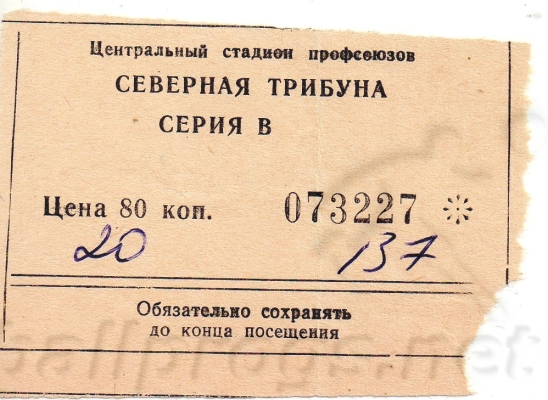 Центральный стадион профсоюзов
СЕВЕРНАЯ ТРИБУНА
СЕРИЯ В
Цена 80 коп. 073227
20 137
Обязательно сохранять
до конца посещения